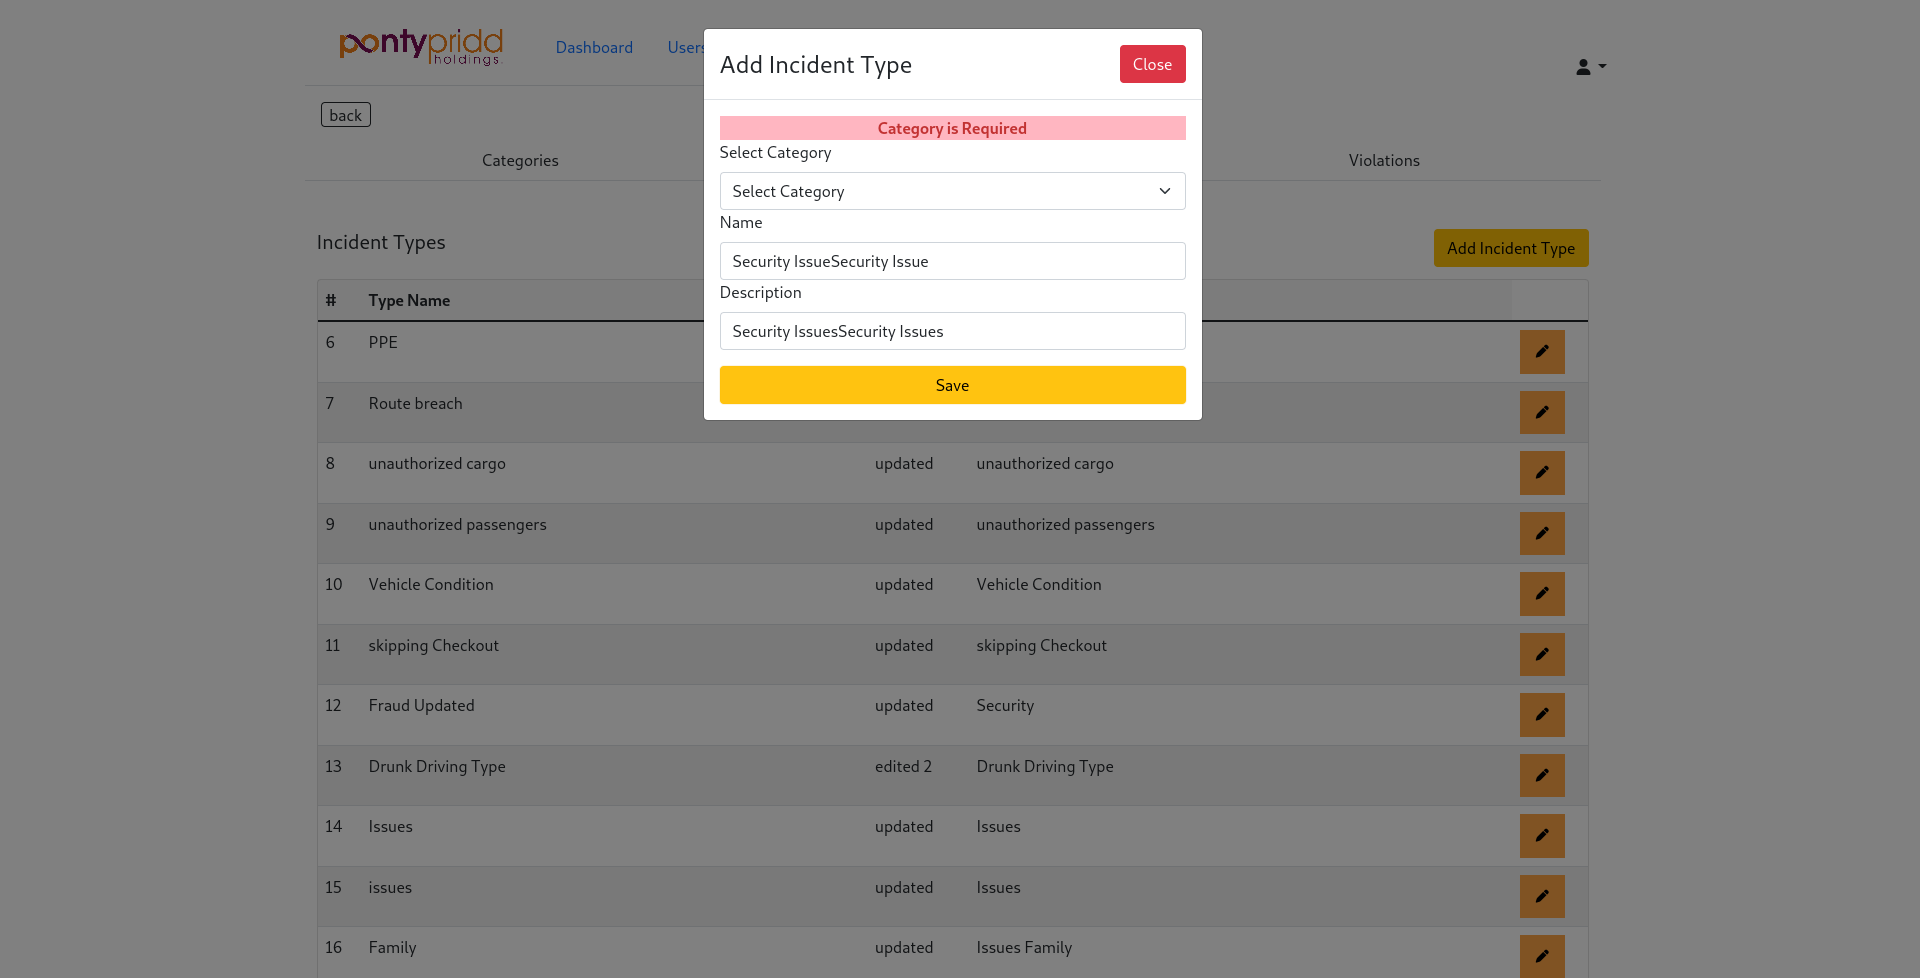 pontypridd
holdings
Dashboard Users
back
Categories Violations
Add Incident Type Close
Category is Required
Select Category
Select Category
Name
Security IssueSecurity Issue
Description
Security IssuesSecurity Issues
Save
Incident Types Add Incident Type
# Type Name
6 PPE
7 Route breach
8 unauthorized cargo updated unauthorized cargo
9 unauthorized passengers updated unauthorized passengers
10 Vehicle Condition updated Vehicle Condition
11 skipping Checkout updated skipping Checkout
12 Fraud Updated updated Security
13 Drunk Driving Type edited 2 Drunk Driving Type
14 Issues updated Issues
15 issues updated Issues
16 Family updated Issues Family